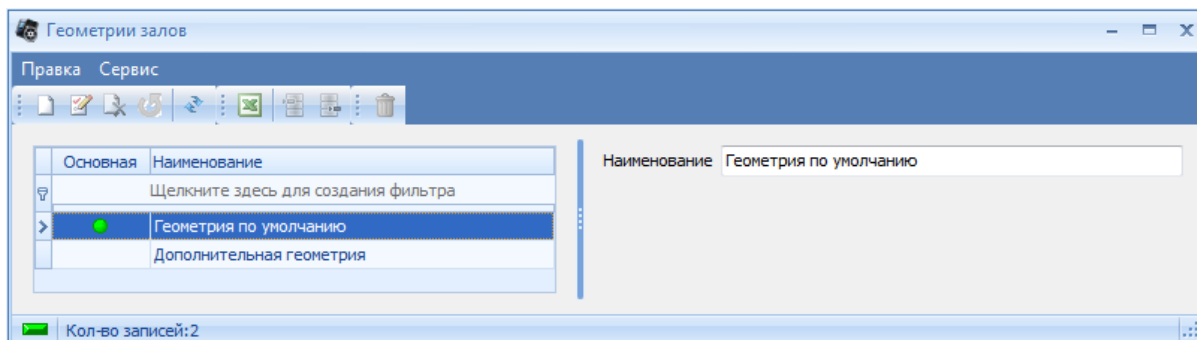 Геометрии залов
Правка Сервис
Основная Наименование
Щелкните здесь для создания фильтра
Геометрия по умолчанию
Дополнительная геометрия
Наименование Геометрия по умолчанию
Кол-во записей:2